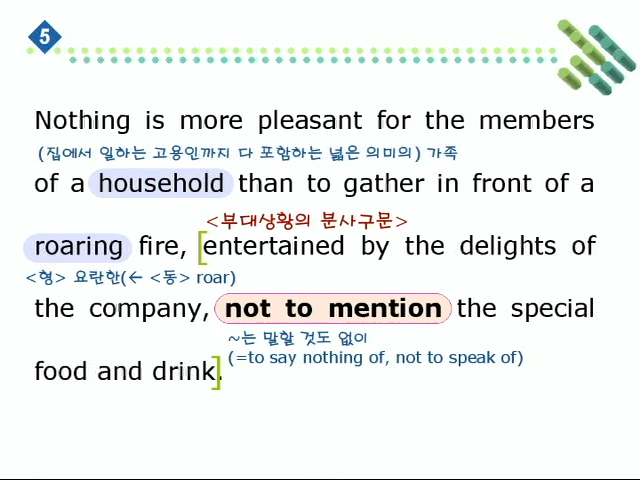 5
Nothing is more pleasant for the members
(집에서 일하는 고용인까지 다 포함하는 넓은 의미의) 가족
of a household than to gather in front of a
<부대상황의 분사구문>
roaring fire, [entertained by the delights of
<형> 요란한(← <동> roar)
the company, not to mention the special
~는 말할 것도 없이
(=to say nothing of, not to speak of)
food and drink.]